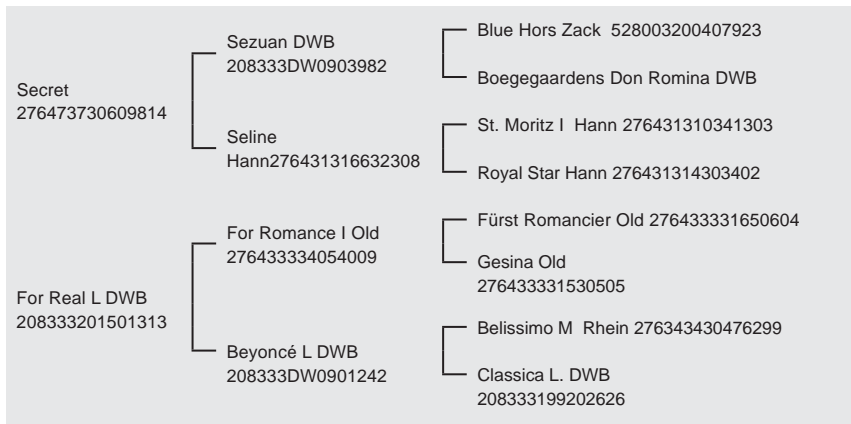 Secret
276473730609814
Sezuan DWB
208333DW0903982
Blue Hors Zack 528003200407923
Boegegaardens Don Romina DWB
Seline
Hann276431316632308
St. Moritz I Hann 276431310341303
Royal Star Hann 276431314303402
For Real L DWB
208333201501313
For Romance I Old
276433334054009
Fürst Romancier Old 276433331650604
Gesina Old
276433331530505
Beyoncé L DWB
208333DW0901242
Belissimo M Rhein 276343430476299
Classica L. DWB
208333199202626